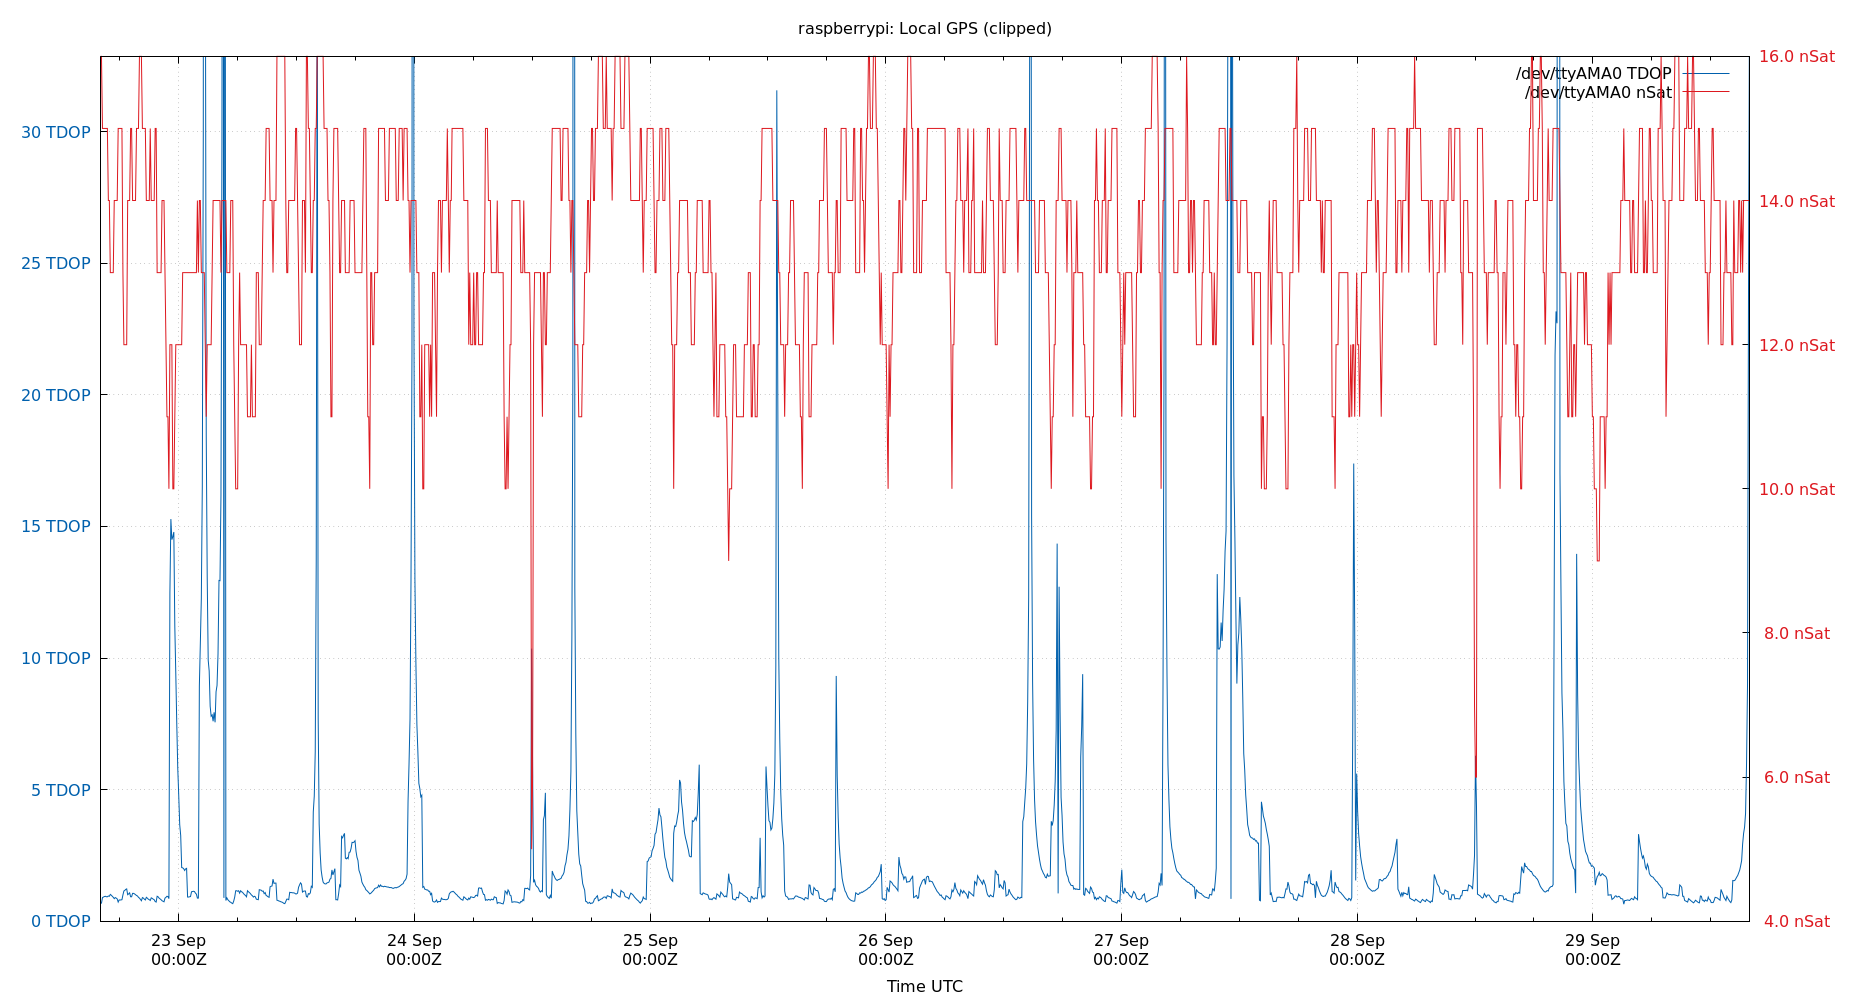 raspberrypi: Local GPS (clipped)
/dev/ttyAMA0 TDOP
/dev/ttyAMA0 nSat
30 TDOP
25 TDOP
20 TDOP
15 TDOP
10 TDOP
5 TDOP
0 TDOP
16.0 nSat
14.0 nSat
12.0 nSat
10.0 nSat
8.0 nSat
6.0 nSat
4.0 nSat
23 Sep
00:00Z
24 Sep
00:00Z
25 Sep
00:00Z
26 Sep
00:00Z
27 Sep
00:00Z
28 Sep
00:00Z
29 Sep
00:00Z
Time UTC